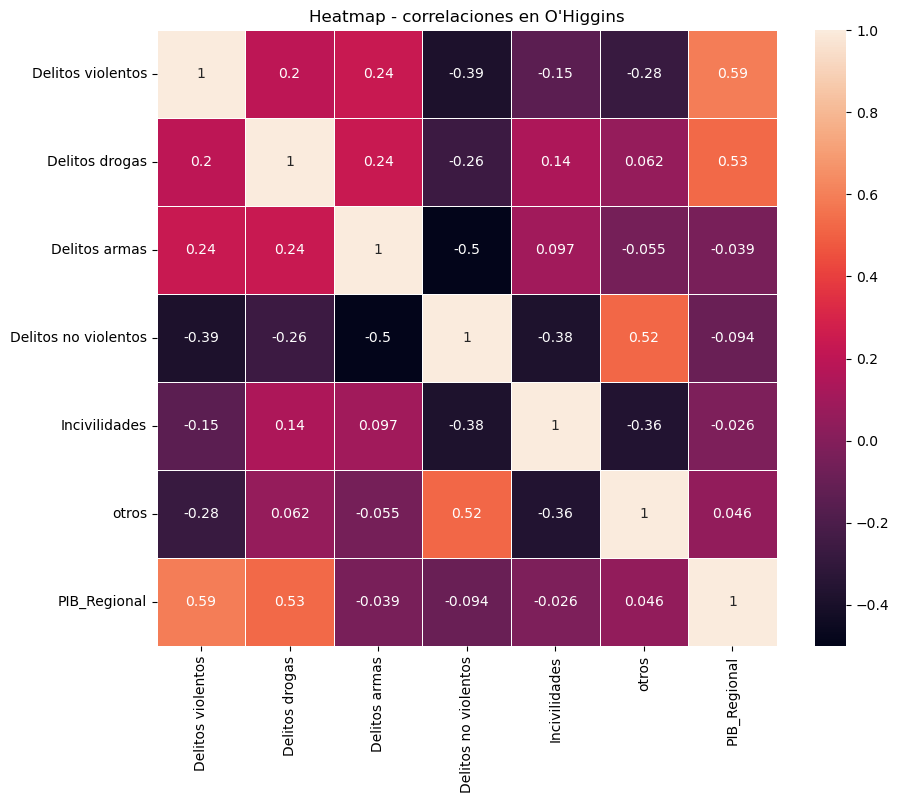 Heatmap - correlaciones en O'Higgins
Delitos violentos 1 0.2 0.24 -0.39 -0.15 -0.28 0.59
Delitos drogas 0.2 1 0.24 -0.26 0.14 0.062 0.53
Delitos armas 0.24 0.24 1 -0.5 0.097 -0.055 -0.039
Delitos no violentos -0.39 -0.26 -0.5 1 -0.38 0.52 -0.094
Incivilidades -0.15 0.14 0.097 -0.38 1 -0.36 -0.026
otros -0.28 0.062 -0.055 0.52 -0.36 1 0.046
PIB_Regional 0.59 0.53 -0.039 -0.094 -0.026 0.046 1
Delitos violentos
Delitos drogas
Delitos armas
Delitos no violentos
Incivilidades
otros
PIB_Regional
1.0
0.8
0.6
0.4
0.2
0.0
-0.2
-0.4